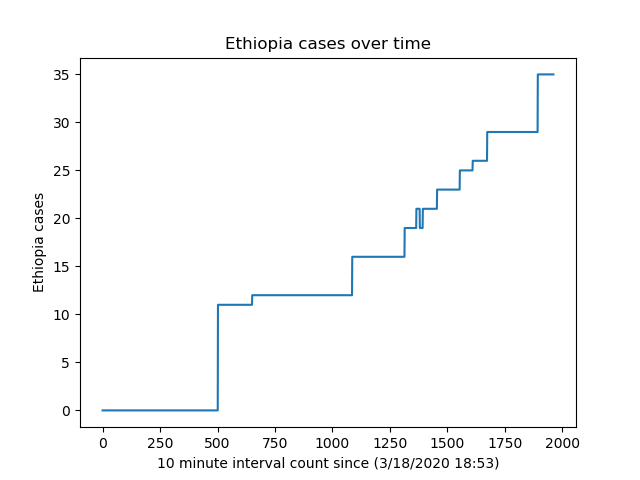 Ethiopia cases over time
Ethiopia cases
35
30
25
20
15
10
5
0
0 250 500 750 1000 1250 1500 1750 2000
10 minute interval count since (3/18/2020 18:53)